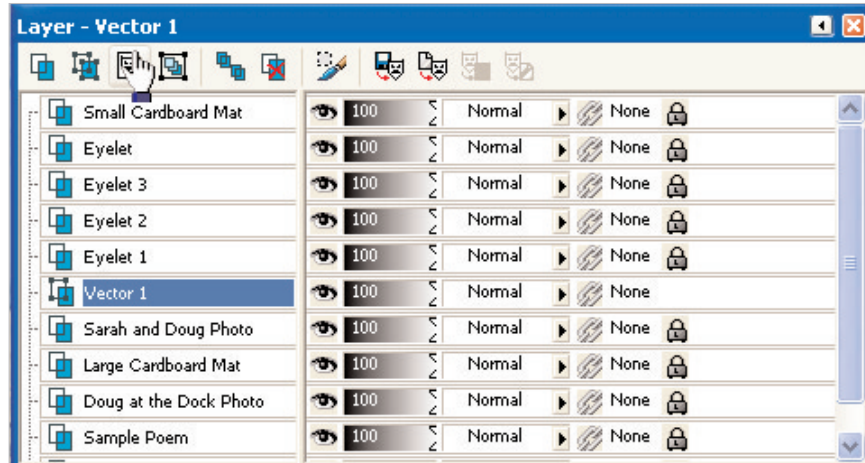 Layer - Vector 1
Small Cardboard Mat 100 Normal None
Eyelet 100 Normal None
Eyelet 3 100 Normal None
Eyelet 2 100 Normal None
Eyelet 1 100 Normal None
Vector 1 100 Normal None
Sarah and Doug Photo 100 Normal None
Large Cardboard Mat 100 Normal None
Doug at the Dock Photo 100 Normal None
Sample Poem 100 Normal None